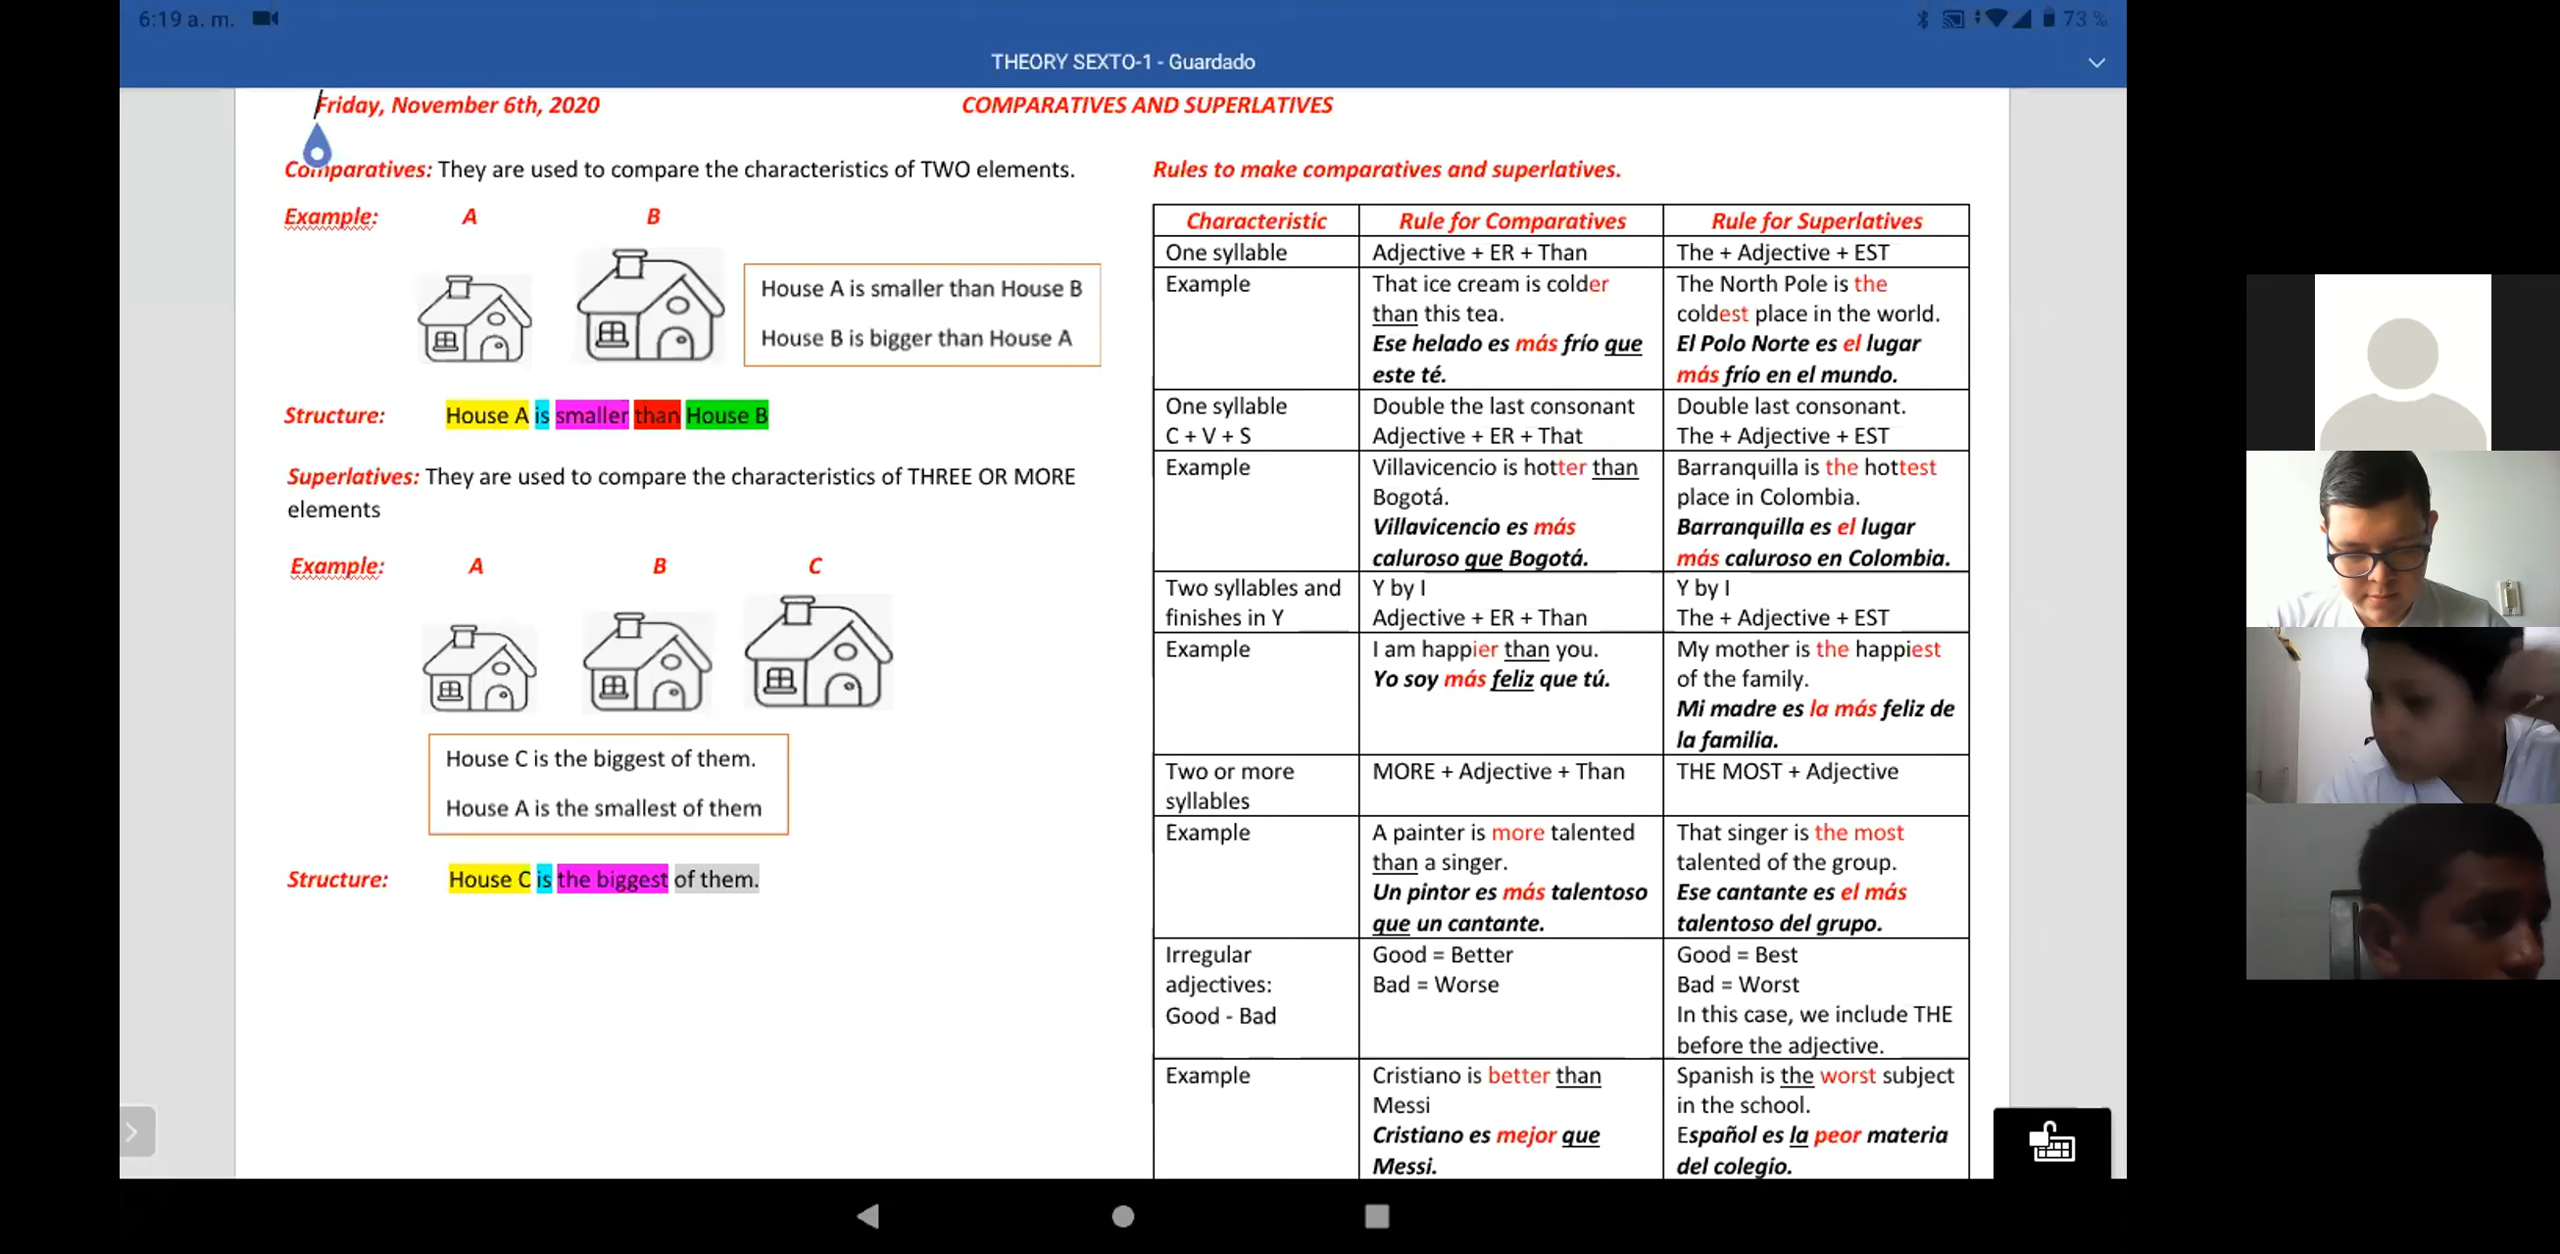 6:19 a. m.
73 %
THEORY SEXTO-1 - Guardado
Friday, November 6th, 2020
COMPARATIVES AND SUPERLATIVES
Comparatives: They are used to compare the characteristics of TWO elements.
Example:
A
B
House A is smaller than House B
House B is bigger than House A
Structure:
House A is smaller than House B
Superlatives: They are used to compare the characteristics of THREE OR MORE
elements
Example:
A
B
C
House C is the biggest of them.
House A is the smallest of them
Structure:
House C is the biggest of them.
Rules to make comparatives and superlatives.
Characteristic
Rule for Comparatives
Rule for Superlatives
One syllable
Adjective + ER + Than
The + Adjective + EST
Example
That ice cream is colder
than this tea.
Ese helado es más frío que
este té.
The North Pole is the
coldest place in the world.
El Polo Norte es el lugar
más frío en el mundo.
One syllable
C + V + S
Double the last consonant
Adjective + ER + That
Double last consonant.
The + Adjective + EST
Example
Villavicencio is hotter than
Bogotá.
Villavicencio es más
caluroso que Bogotá.
Barranquilla is the hottest
place in Colombia.
Barranquilla es el lugar
más caluroso en Colombia.
Two syllables and
finishes in Y
Y by I
Adjective + ER + Than
Y by I
The + Adjective + EST
Example
I am happier than you.
Yo soy más feliz que tú.
My mother is the happiest
of the family.
Mi madre es la más feliz de
la familia.
Two or more
syllables
MORE + Adjective + Than
THE MOST + Adjective
Example
A painter is more talented
than a singer.
Un pintor es más talentoso
que un cantante.
That singer is the most
talented of the group.
Ese cantante es el más
talentoso del grupo.
Irregular
adjectives:
Good - Bad
Good = Better
Bad = Worse
Good = Best
Bad = Worst
In this case, we include THE
before the adjective.
Example
Cristiano is better than
Messi
Cristiano es mejor que
Messi.
Spanish is the worst subject
in the school.
Español es la peor materia
del colegio.